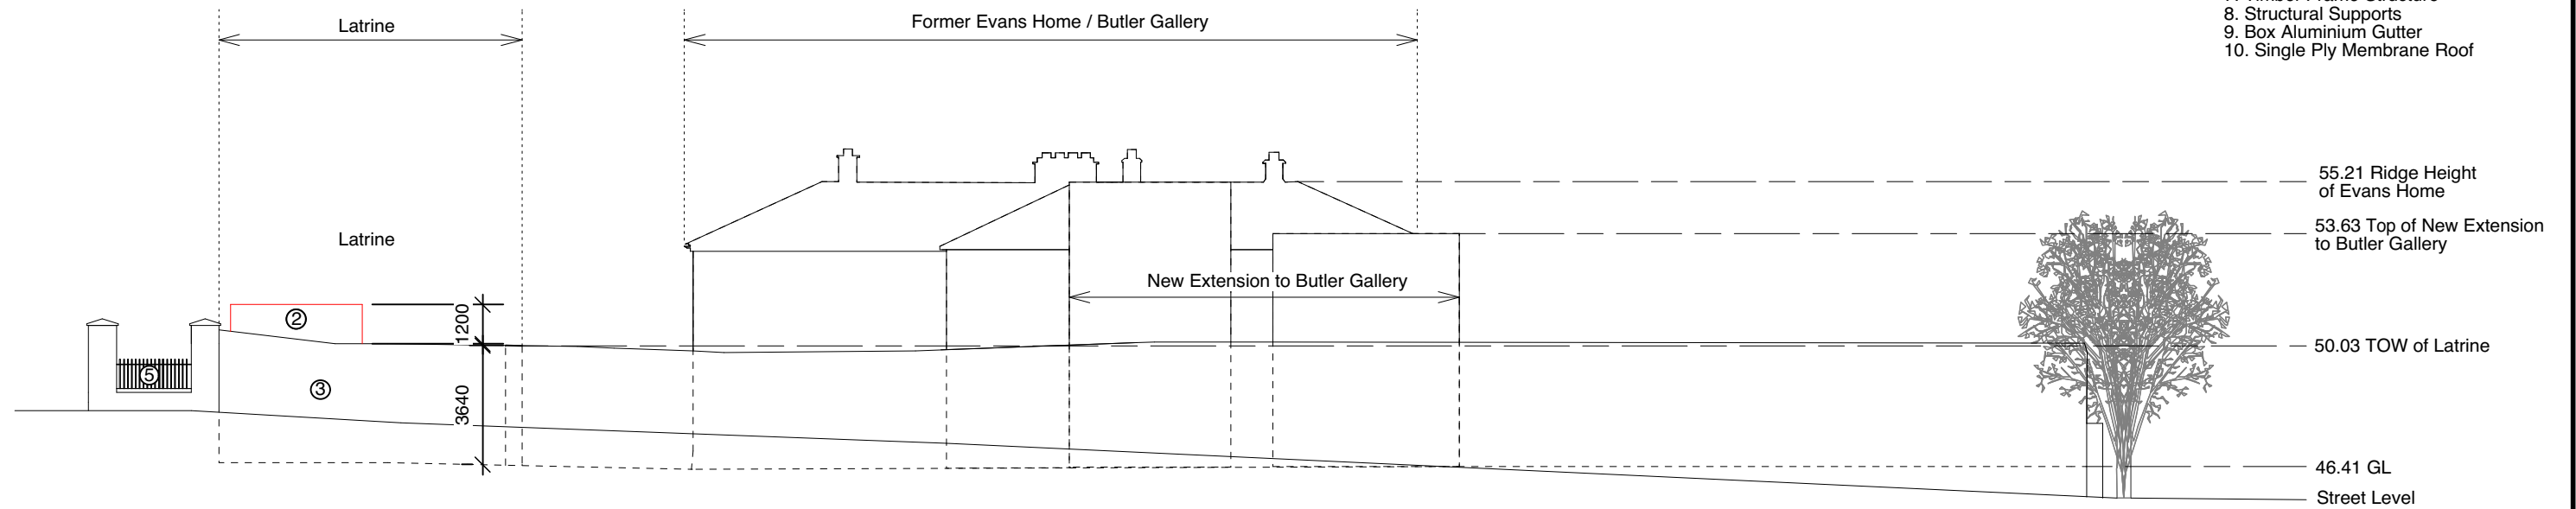 Latrine
Former Evans Home / Butler Gallery
8. Structural Supports
9. Box Aluminium Gutter
10. Single Ply Membrane Roof
55.21 Ridge Height
of Evans Home
53.63 Top of New Extension
to Butler Gallery
Latrine
New Extension to Butler Gallery
1200
2
50.03 TOW of Latrine
5
3
3640
46.41 GL
Street Level